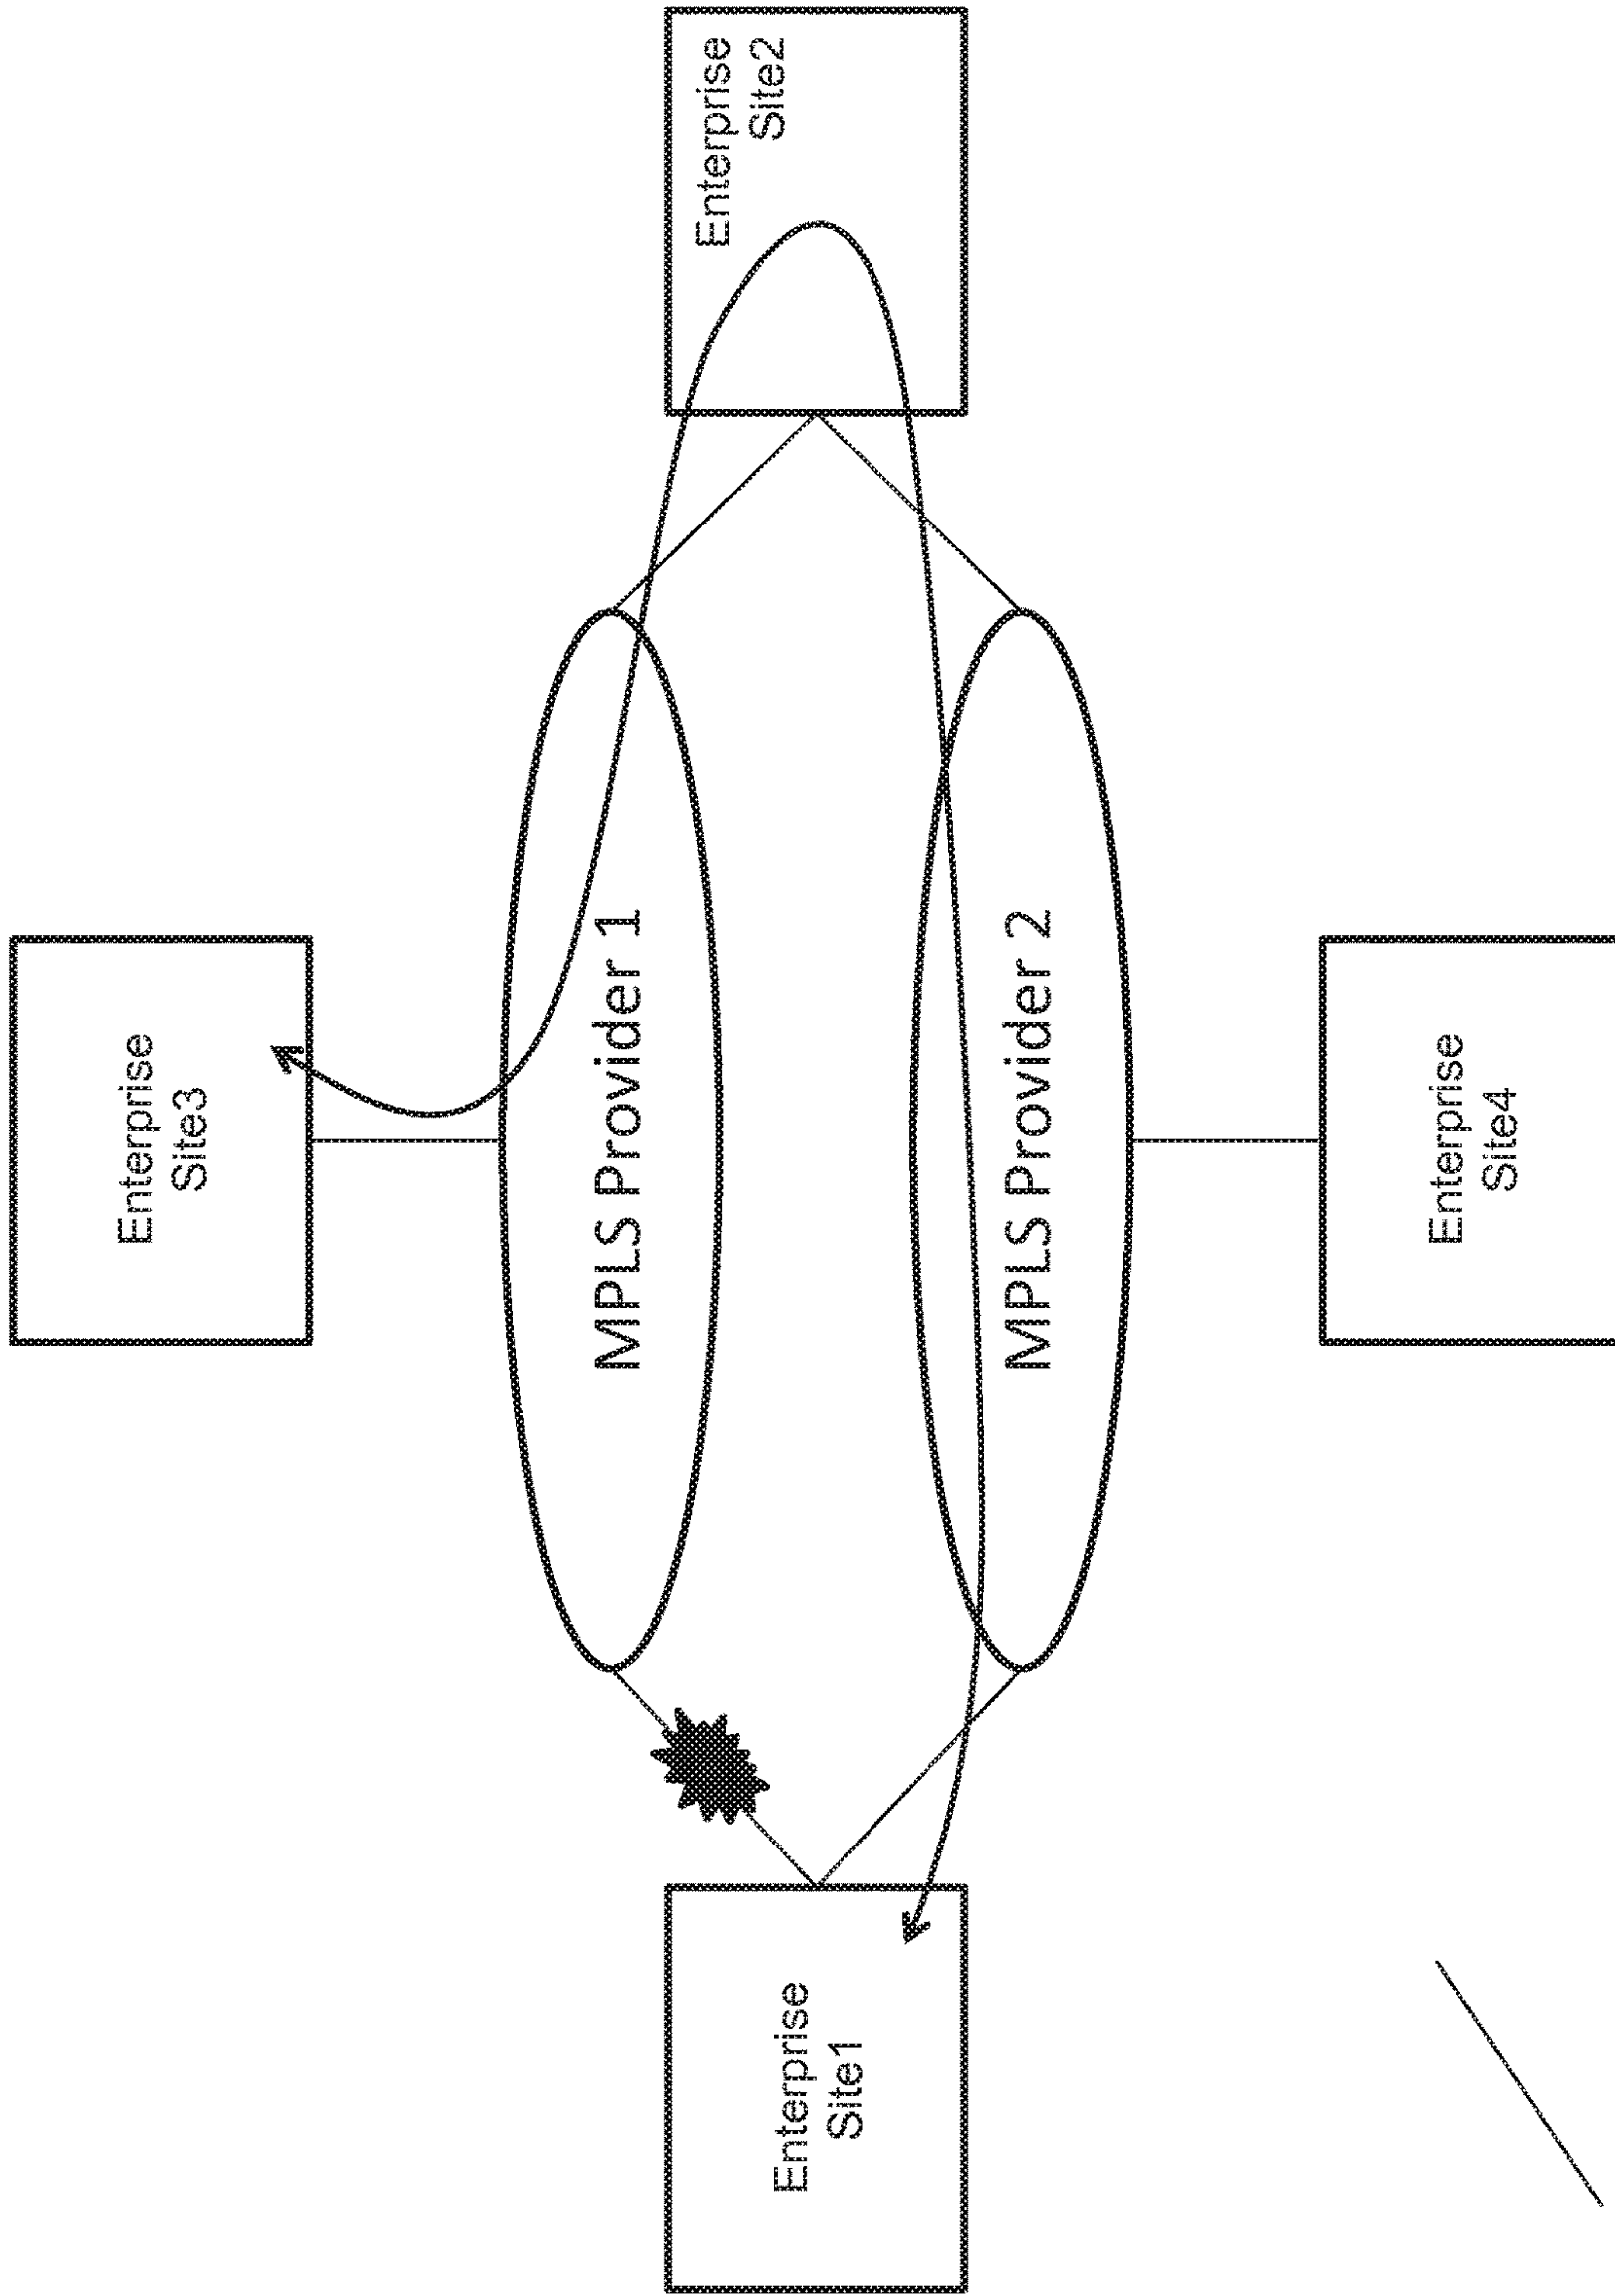 Enterprise
Site3
Enterprise
Site1
MPLS Provider 1
MPLS Provider 2
Enterprise
Site2
Enterprise
Site4